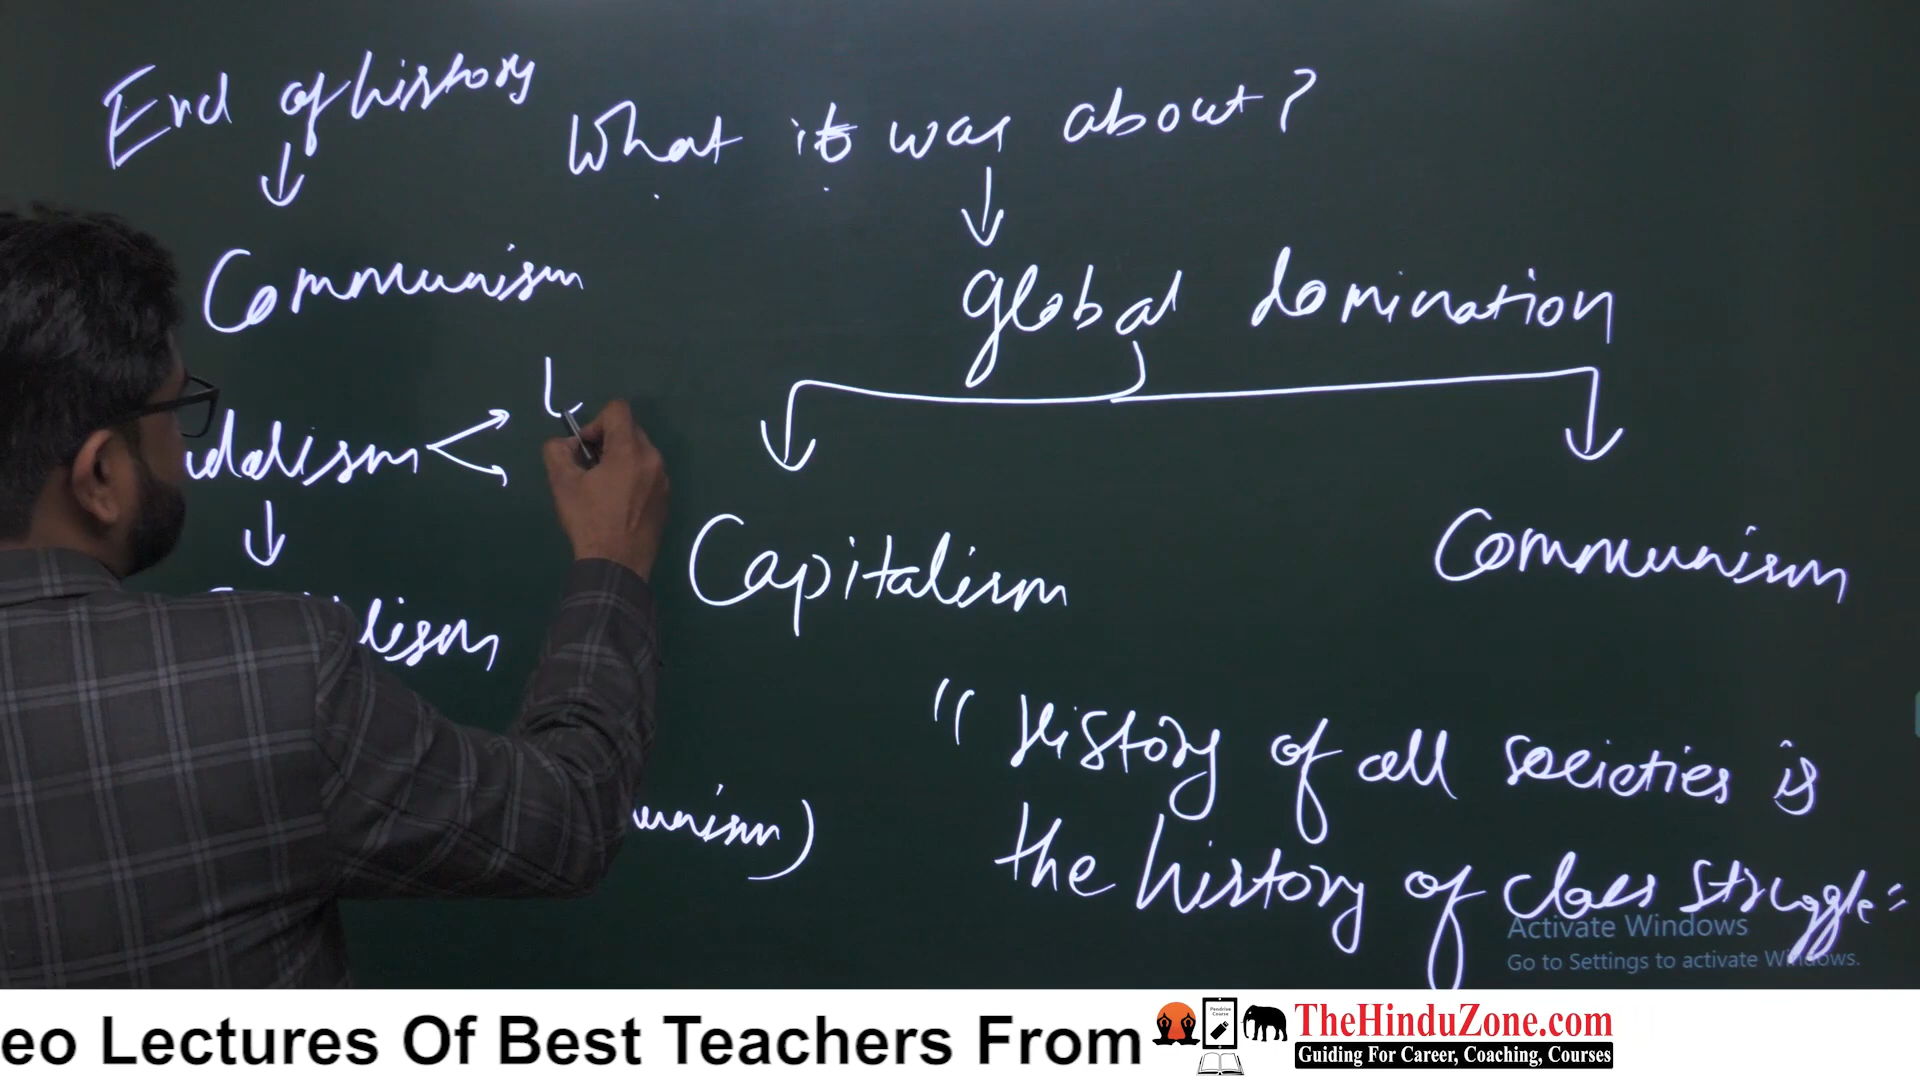 End of history
What it was about?
Communism
global domination
Capitalism
Communism
"History of all societies is
the history of class struggle"
Activate Windows
Go to Settings to activate Windows.
eo Lectures Of Best Teachers From
Pendrive
Course
TheHinduZone.com
Guiding For Career, Coaching, Courses